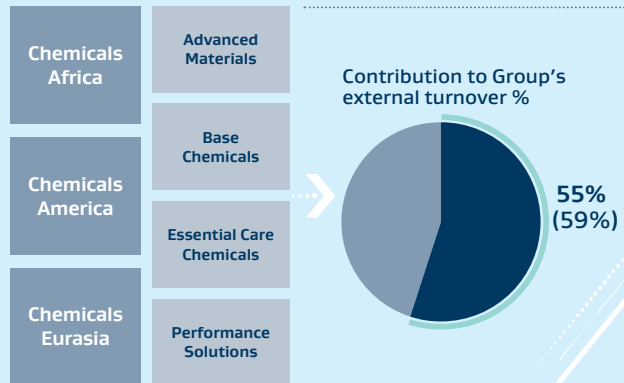 Chemicals
Africa
Chemicals
America
Chemicals
Eurasia
Advanced
Materials
Base
Chemicals
Essential Care
Chemicals
Performance
Solutions
Contribution to Group’s
external turnover %
55%
(59%)